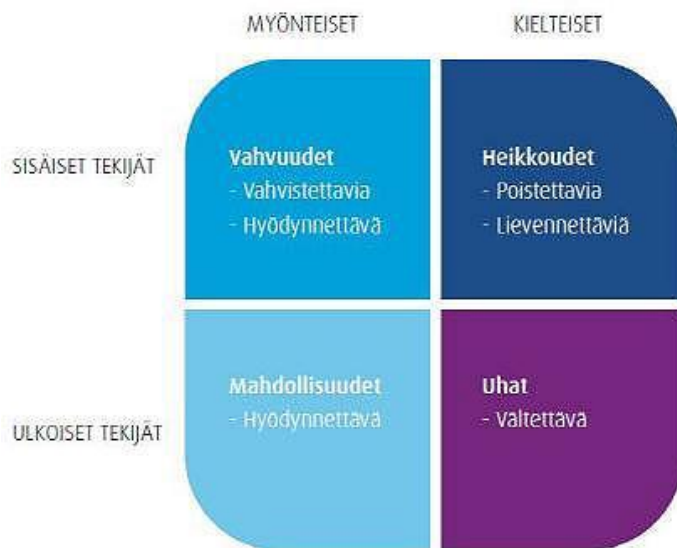 MYÖNTEISET
KIELTEISET
SISÄISET TEKIJÄT
Vahvuudet
- Vahvistettavia
- Hyödynnettävä
Heikkoudet
- Poistettavia
- Lievennettäviä
ULKOISET TEKIJÄT
Mahdollisuudet
- Hyödynnettävä
Uhat
- Vältettävä